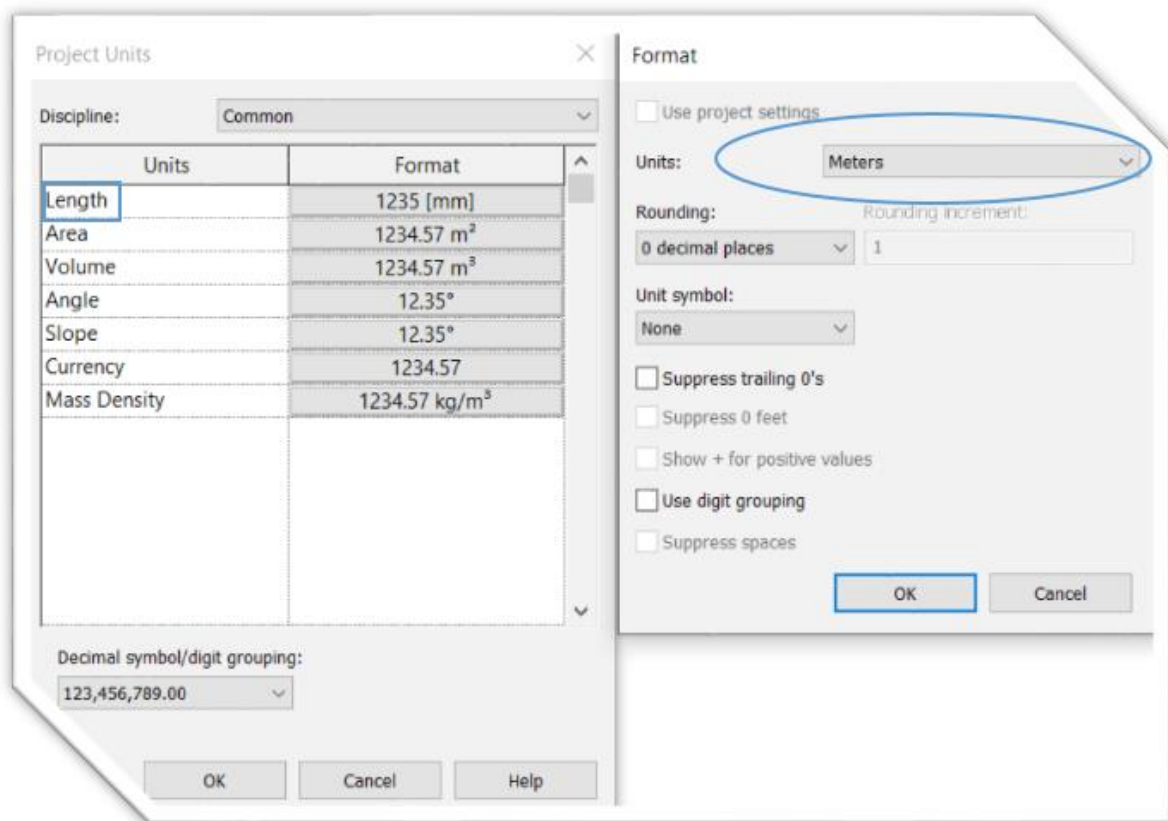 Project Units
Discipline:
Common
Units Format
Length 1235 [mm]
Area 1234.57 m²
Volume 1234.57 m³
Angle 12.35°
Slope 12.35°
Currency 1234.57
Mass Density 1234.57 kg/m³
Decimal symbol/digit grouping:
123,456,789.00
OK Cancel Help
Format
Use project settings
Units: Meters
Rounding: Rounding increment:
0 decimal places 1
Unit symbol:
None
Suppress trailing 0's
Suppress 0 feet
Show + for positive values
Use digit grouping
Suppress spaces
OK Cancel